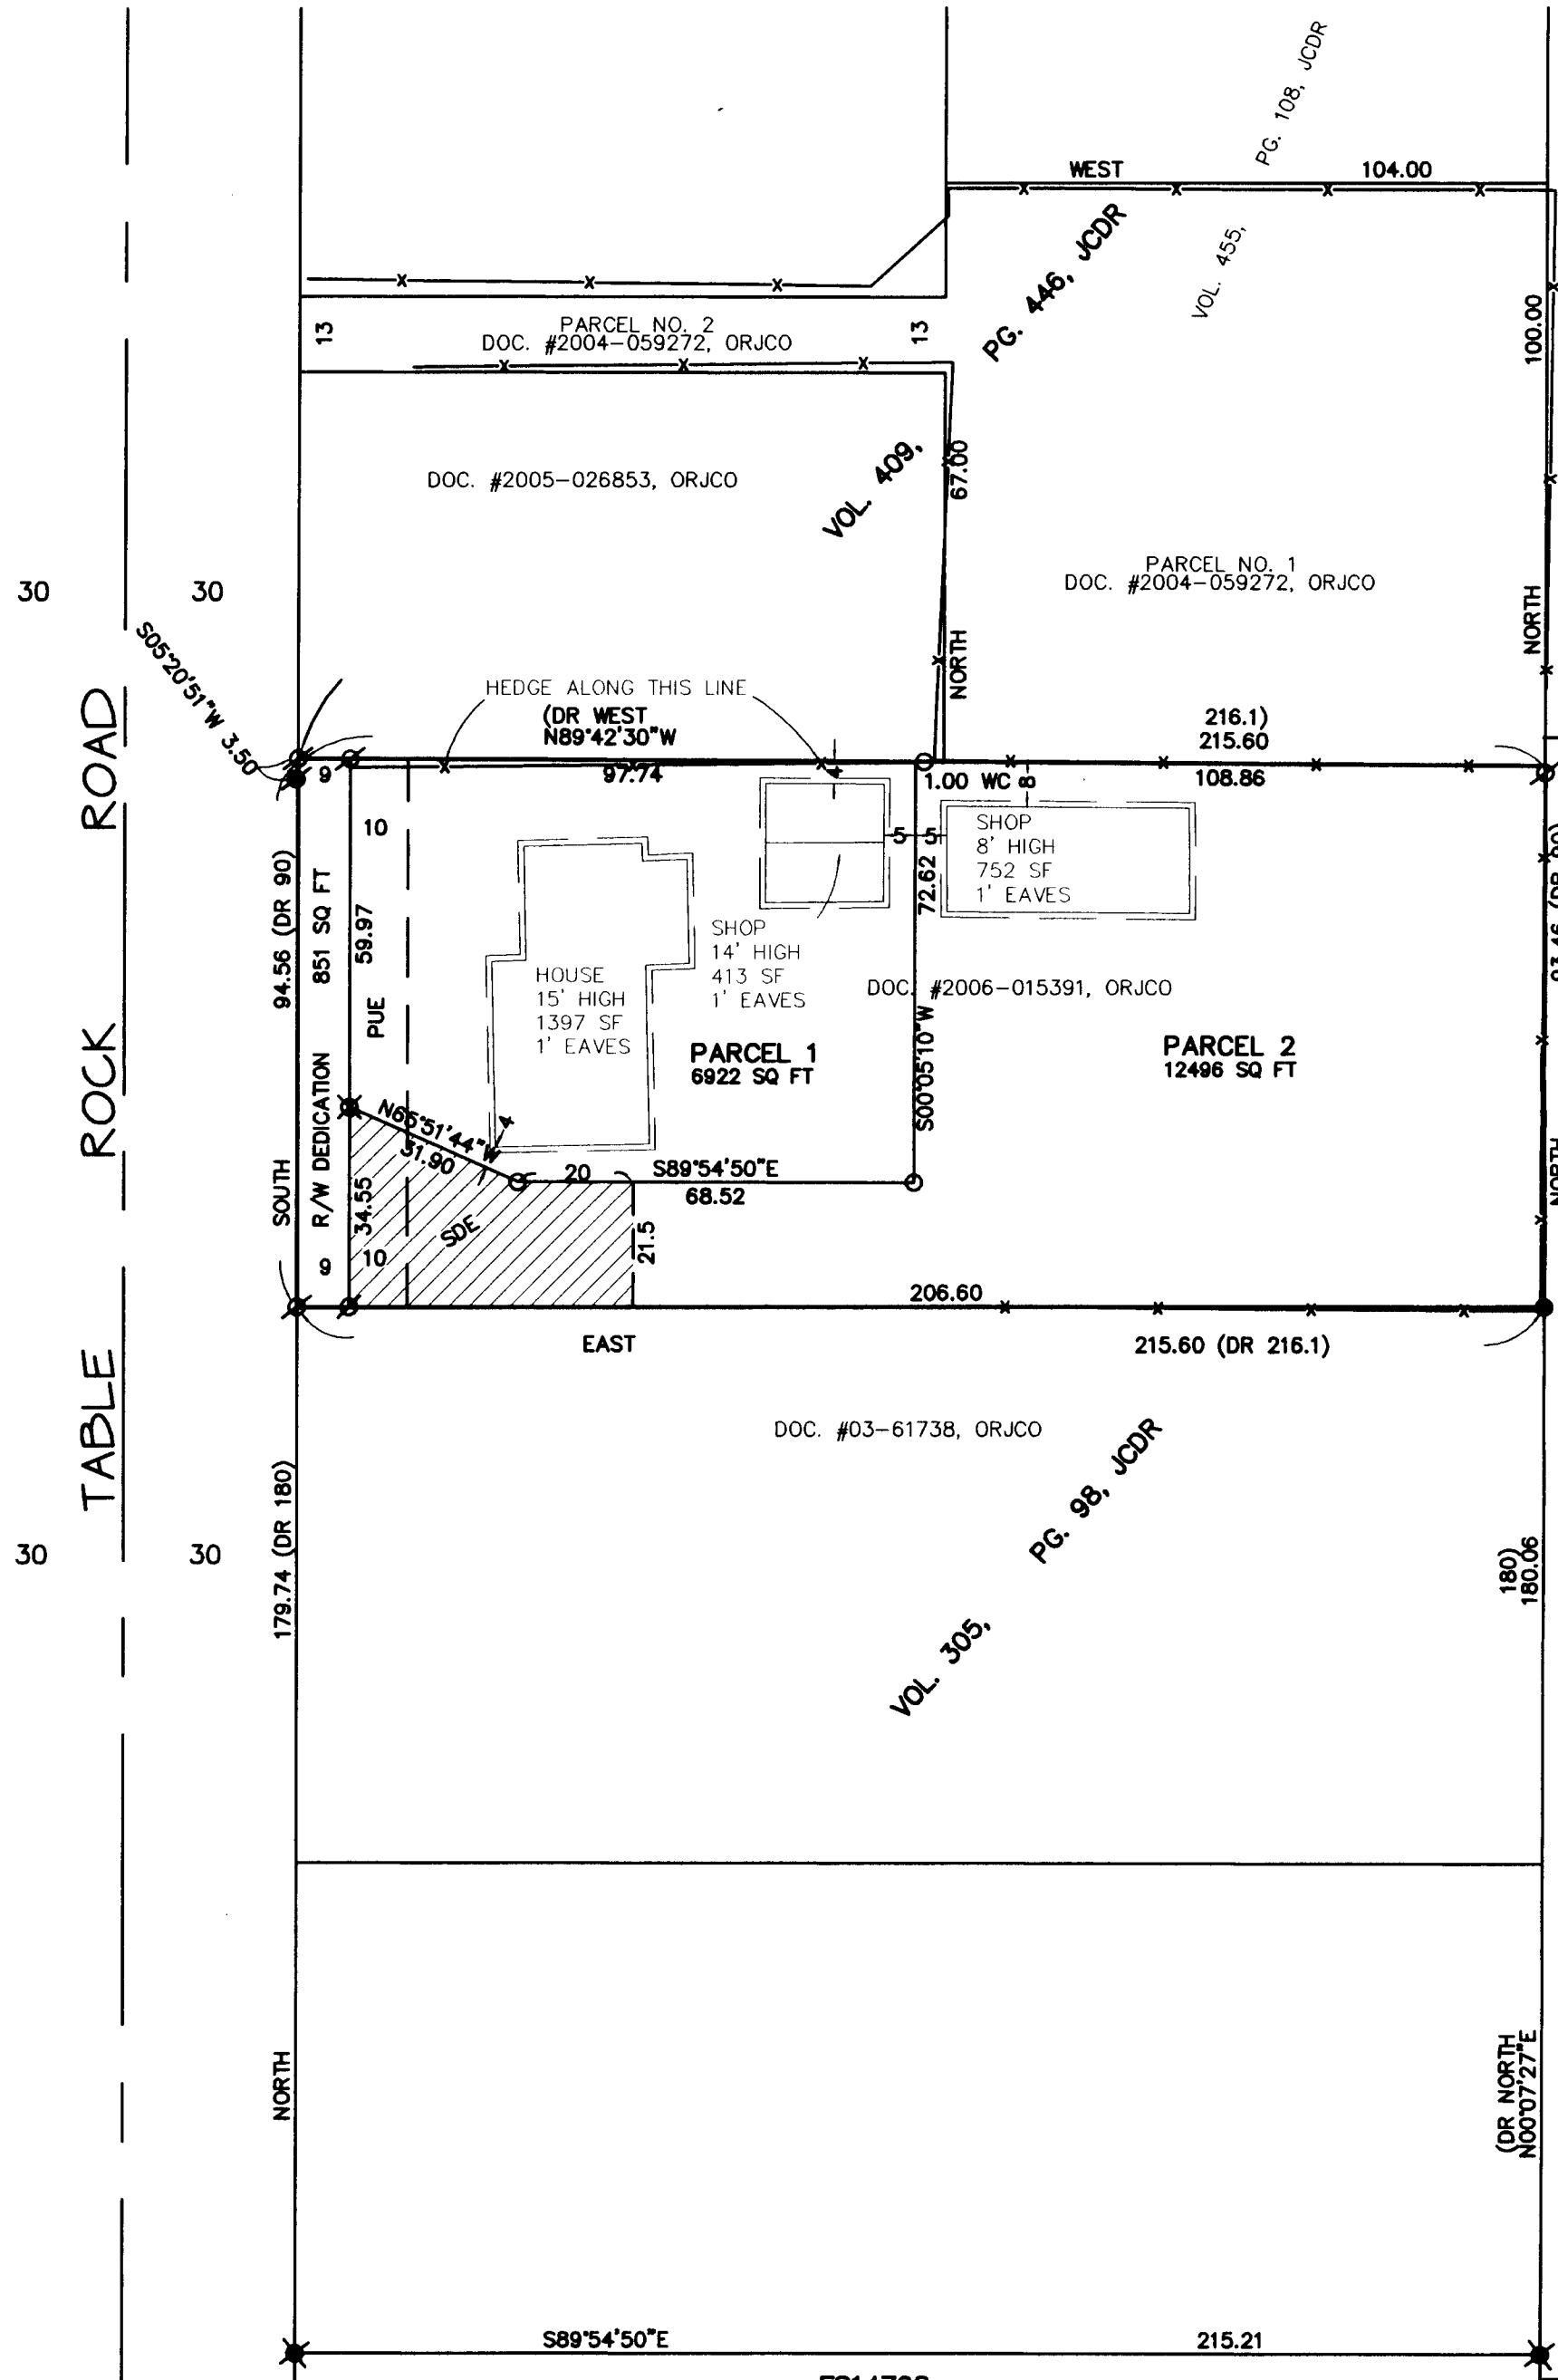 PG. 108, JCDR
WEST
104.00
VOL. 455,
PG. 446, JCDR
100.00
13
PARCEL NO. 2
DOC. #2004-059272, ORJCO
13
VOL. 409,
67.00
DOC. #2005-026853, ORJCO
PARCEL NO. 1
DOC. #2004-059272, ORJCO
30
30
NORTH
NORTH
S05°20'51"W 3.50
HEDGE ALONG THIS LINE
(DR WEST
N89°42'30"W
216.1)
215.60
9
97.74
4
1.00 WC
8
108.86
TABLE ROCK ROAD
10
5
5
SHOP
8' HIGH
752 SF
1' EAVES
94.56 (DR 90)
851 SQ FT
59.97
72.62
SHOP
14' HIGH
413 SF
1' EAVES
HOUSE
15' HIGH
1397 SF
1' EAVES
DOC. #2006-015391, ORJCO
PUE
PARCEL 1
6922 SQ FT
PARCEL 2
12496 SQ FT
S00°05'10"W
R/W DEDICATION
31.90
4
SOUTH
34.55
20
S89°54'50"E
68.52
NORTH
SDE
21.5
9
10
206.60
EAST
215.60 (DR 216.1)
DOC. #03-61738, ORJCO
PG. 98, JCDR
179.74 (DR 180)
30
30
180)
180.06
VOL. 305,
NORTH
(DR NORTH
N00°07'27"E
S89°54'50"E
215.21